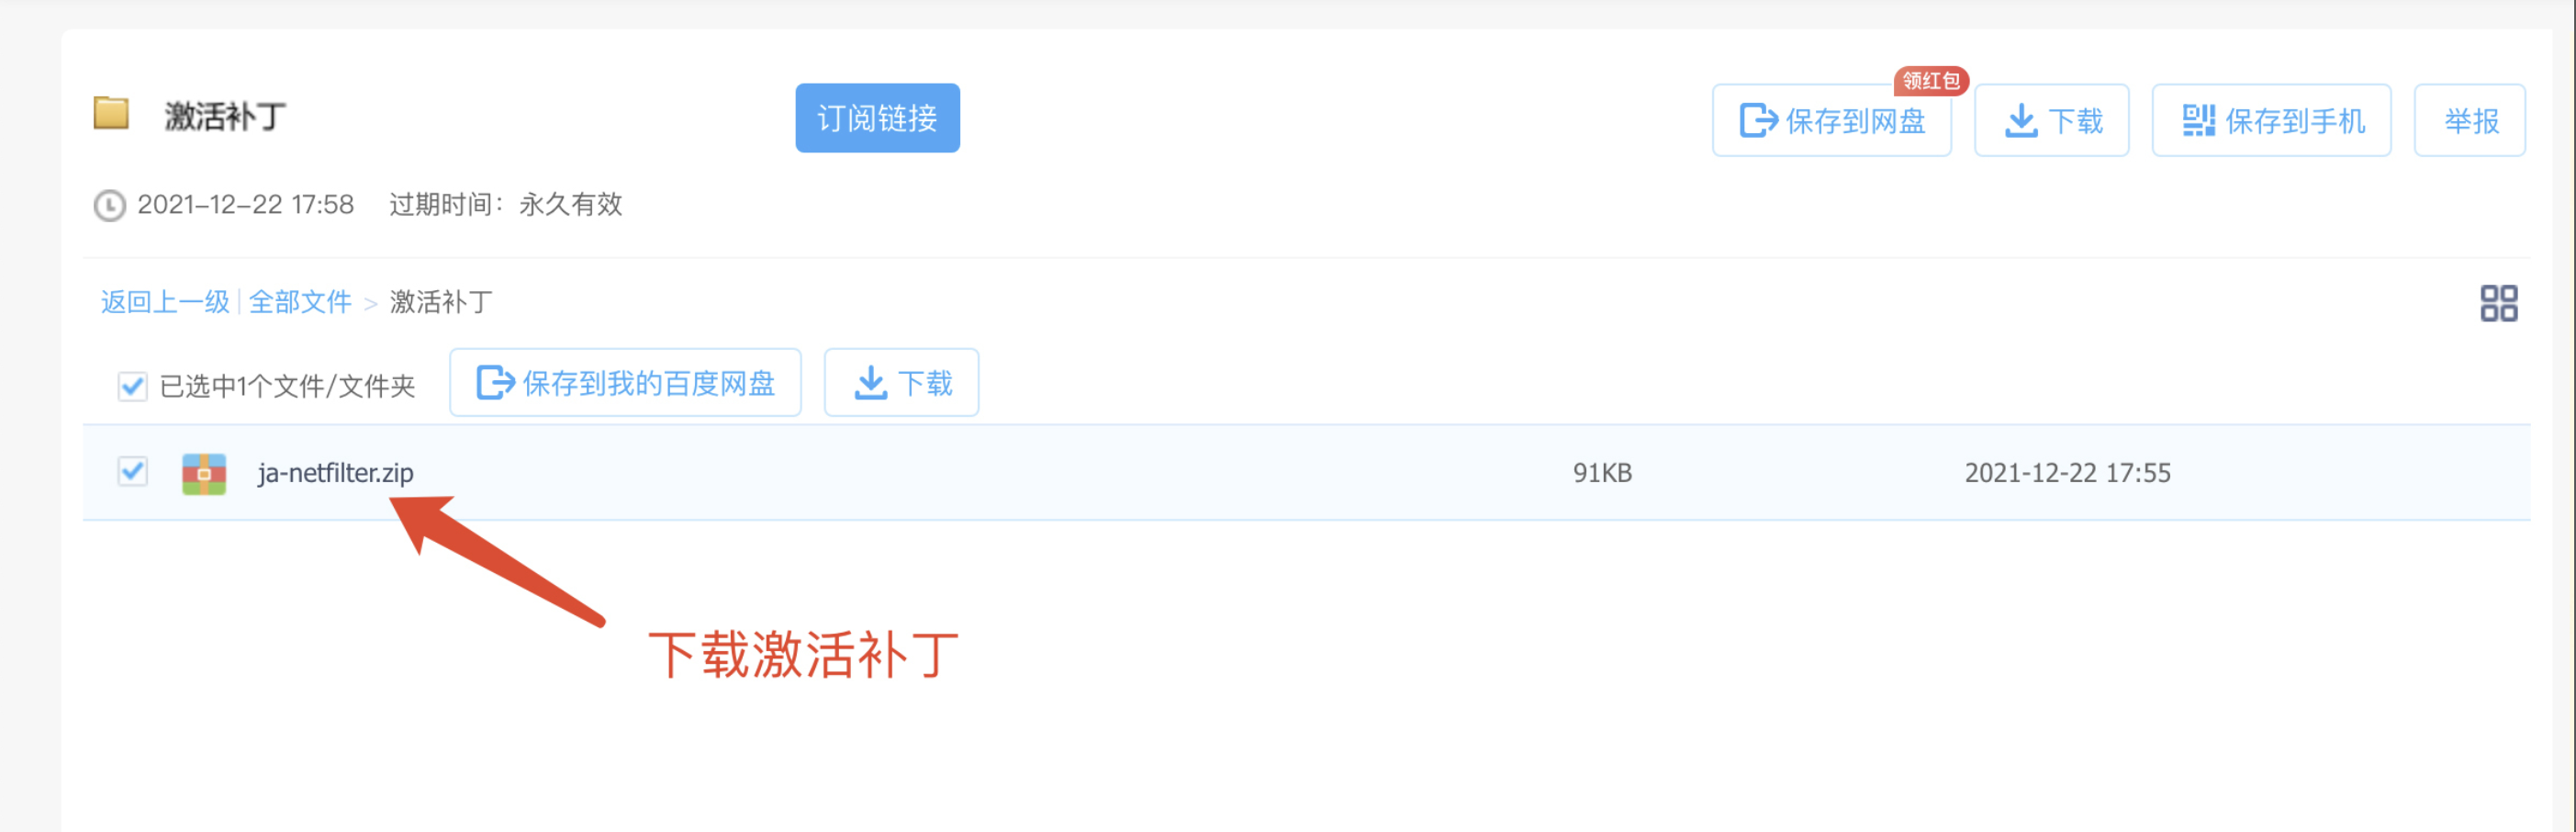 激活补丁
订阅链接
领红包
保存到网盘
下载
保存到手机
举报
2021-12-22 17:58 过期时间：永久有效
返回上一级|全部文件 > 激活补丁
已选中1个文件/文件夹
保存到我的百度网盘
下载
ja-netfilter.zip 91KB 2021-12-22 17:55
下载激活补丁